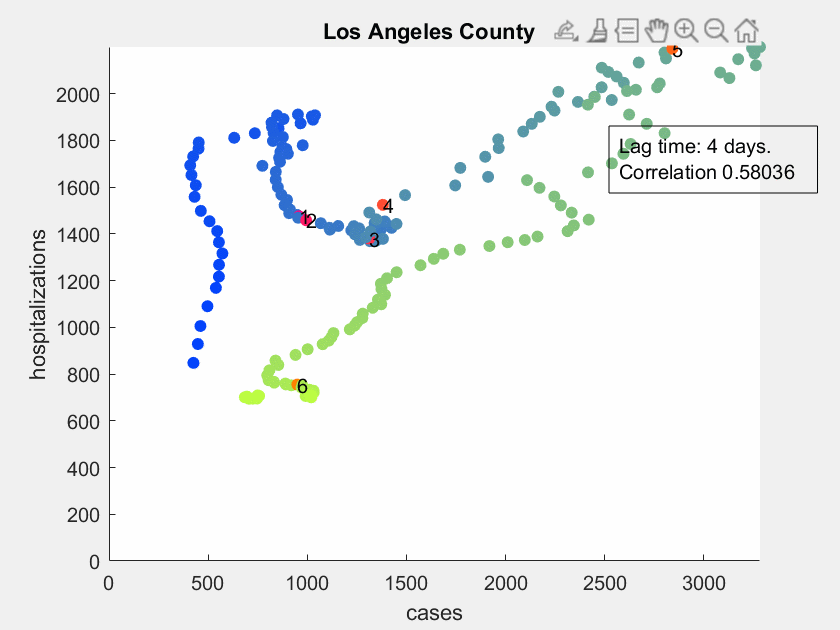 Los Angeles County
5
Lag time: 4 days.
Correlation 0.58036
4
2
3
6
hospitalizations
2000
1800
1600
1400
1200
1000
800
600
400
200
0
0 500 1000 1500 2000 2500 3000
cases